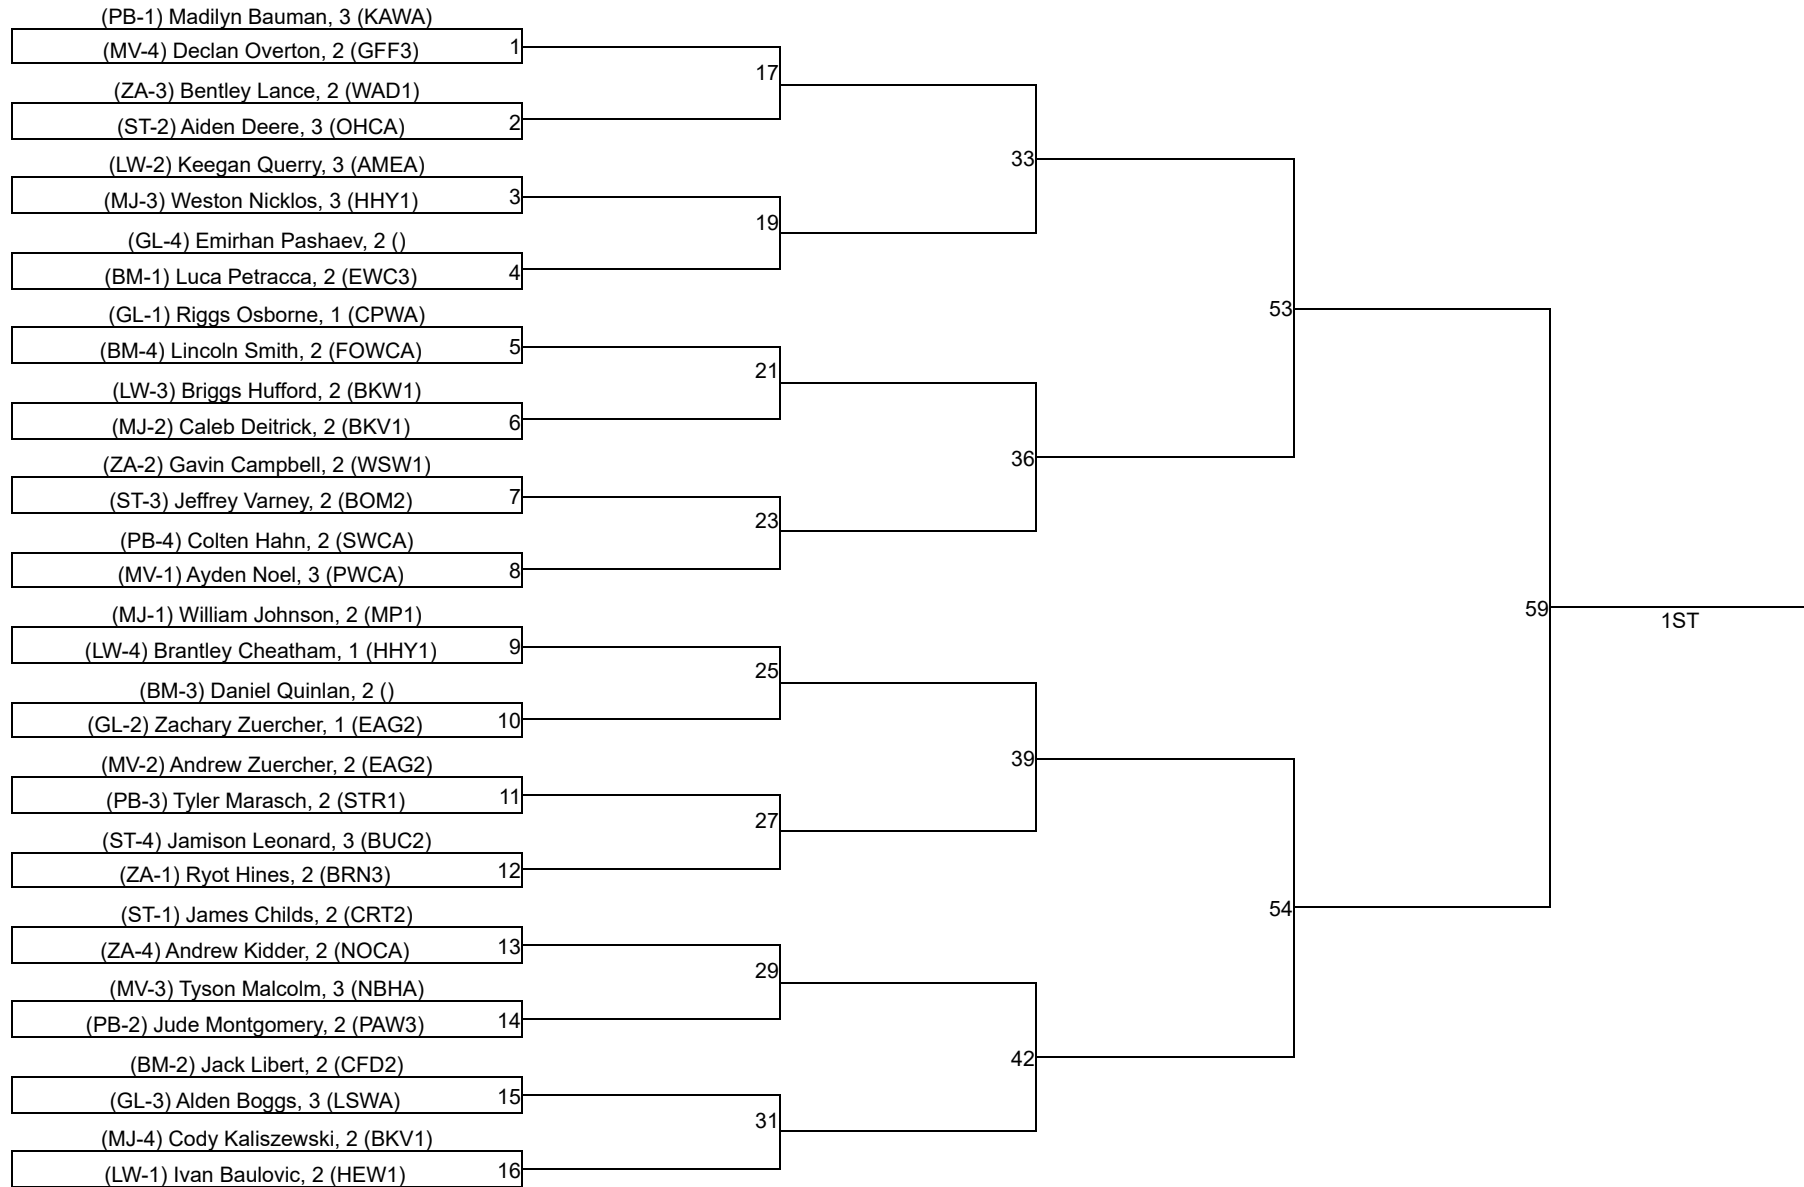 (PB-1) Madilyn Bauman, 3 (KAWA)
(MV-4) Declan Overton, 2 (GFF3)
1
17
(ZA-3) Bentley Lance, 2 (WAD1)
(ST-2) Aiden Deere, 3 (OHCA)
2
33
(LW-2) Keegan Querry, 3 (AMEA)
(MJ-3) Weston Nicklos, 3 (HHY1)
3
19
(GL-4) Emirhan Pashaev, 2 ()
(BM-1) Luca Petracca, 2 (EWC3)
4
53
(GL-1) Riggs Osborne, 1 (CPWA)
(BM-4) Lincoln Smith, 2 (FOWCA)
5
21
(LW-3) Briggs Hufford, 2 (BKW1)
(MJ-2) Caleb Deitrick, 2 (BKV1)
6
36
(ZA-2) Gavin Campbell, 2 (WSW1)
(ST-3) Jeffrey Varney, 2 (BOM2)
7
23
(PB-4) Colten Hahn, 2 (SWCA)
(MV-1) Ayden Noel, 3 (PWCA)
8
59
1ST
(MJ-1) William Johnson, 2 (MP1)
(LW-4) Brantley Cheatham, 1 (HHY1)
9
25
(BM-3) Daniel Quinlan, 2 ()
(GL-2) Zachary Zuercher, 1 (EAG2)
10
39
(MV-2) Andrew Zuercher, 2 (EAG2)
(PB-3) Tyler Marasch, 2 (STR1)
11
27
(ST-4) Jamison Leonard, 3 (BUC2)
(ZA-1) Ryot Hines, 2 (BRN3)
12
54
(ST-1) James Childs, 2 (CRT2)
(ZA-4) Andrew Kidder, 2 (NOCA)
13
29
(MV-3) Tyson Malcolm, 3 (NBHA)
(PB-2) Jude Montgomery, 2 (PAW3)
14
42
(BM-2) Jack Libert, 2 (CFD2)
(GL-3) Alden Boggs, 3 (LSWA)
15
31
(MJ-4) Cody Kaliszewski, 2 (BKV1)
(LW-1) Ivan Baulovic, 2 (HEW1)
16